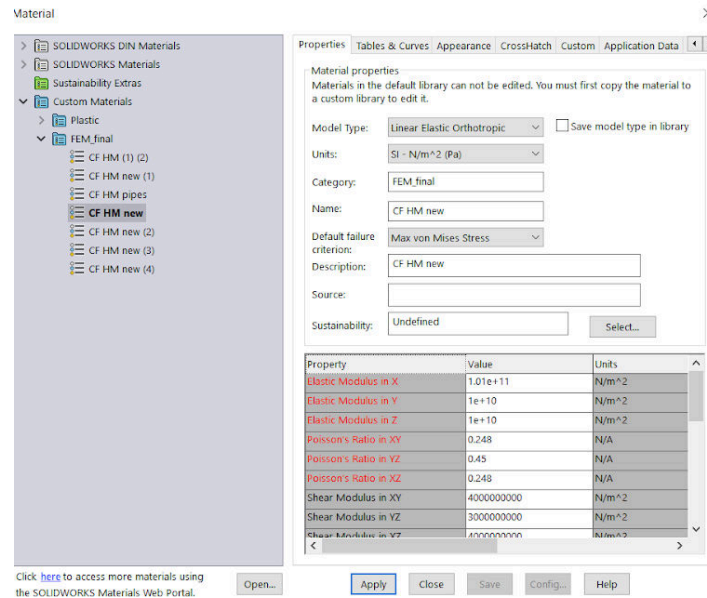 Material
SOLIDWORKS DIN Materials
SOLIDWORKS Materials
Sustainability Extras
Custom Materials
Plastic
FEM_final
CF HM (1) (2)
CF HM new (1)
CF HM pipes
CF HM new
CF HM new (2)
CF HM new (3)
CF HM new (4)
Click here to access more materials using
the SOLIDWORKS Materials Web Portal.
Open...
Properties Tables & Curves Appearance CrossHatch Custom Application Data
Material properties
Materials in the default library can not be edited. You must first copy the material to
a custom library to edit it.
Model Type: Linear Elastic Orthotropic Save model type in library
Units: SI - N/m^2 (Pa)
Category: FEM_final
Name: CF HM new
Default failure
criterion: Max von Mises Stress
Description: CF HM new
Source:
Sustainability: Undefined Select...
Property Value Units
Elastic Modulus in X 1.01e+11 N/m^2
Elastic Modulus in Y 1e+10 N/m^2
Elastic Modulus in Z 1e+10 N/m^2
Poisson's Ratio in XY 0.248 N/A
Poisson's Ratio in YZ 0.45 N/A
Poisson's Ratio in XZ 0.248 N/A
Shear Modulus in XY 4000000000 N/m^2
Shear Modulus in YZ 3000000000 N/m^2
Shear Modulus in XZ 4000000000 N/m^2
Apply Close Save Config... Help